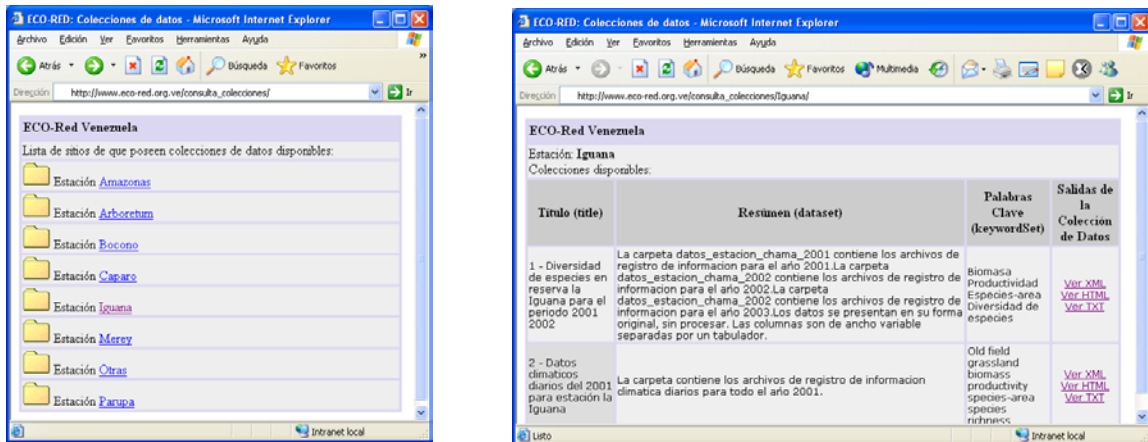 ECO-RED: Colecciones de datos - Microsoft Internet Explorer
Archivo Edición Ver Favoritos Herramientas Ayuda
Atrás Búsqueda Favoritos »
Dirección http://www.eco-red.org.ve/consulta_colecciones/ Ir
ECO-Red Venezuela
Lista de sitios de que poseen colecciones de datos disponibles:
Estación Amazonas
Estación Arboretum
Estación Bocono
Estación Caparo
Estación Iguana
Estación Merey
Estación Otras
Estación Parupa
Intranet local
ECO-RED: Colecciones de datos - Microsoft Internet Explorer
Archivo Edición Ver Favoritos Herramientas Ayuda
Atrás Búsqueda Favoritos Multimedia
Dirección http://www.eco-red.org.ve/consulta_colecciones/Iguana/ Ir
ECO-Red Venezuela
Estación: Iguana
Colecciones disponibles:
Título (title)
Resúmen (dataset)
Palabras
Clave
(keywordSet)
Salidas de
la
Colección
de Datos
1 - Diversidad
de especies en
reserva la
Iguana para el
periodo 2001
2002
La carpeta datos_estacion_chama_2001 contiene los archivos de
registro de informacion para el año 2001.La carpeta
datos_estacion_chama_2002 contiene los archivos de registro de
informacion para el año 2002.La carpeta
datos_estacion_chama_2002 contiene los archivos de registro de
informacion para el año 2003.Los datos se presentan en su forma
original, sin procesar. Las columnas son de ancho variable
separadas por un tabulador.
Biomasa
Productividad
Especies-area
Diversidad de
especies
Ver XML
Ver HTML
Ver TXT
2 - Datos
climaticos
diarios del 2001
para estación la
Iguana
La carpeta contiene los archivos de registro de informacion
climatica diarios para todo el año 2001.
Old field
grassland
biomass
productivity
species-area
species
richness
Ver XML
Ver HTML
Ver TXT
Listo
Intranet local